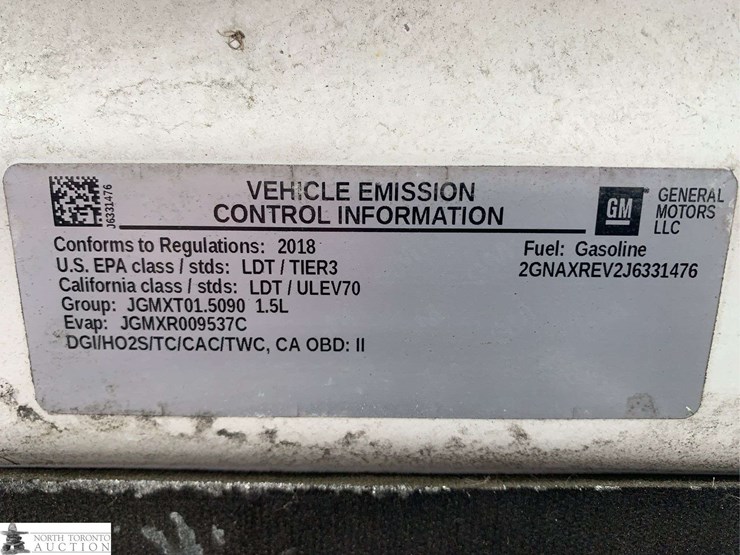 J6331476
VEHICLE EMISSION
CONTROL INFORMATION
GM
GENERAL
MOTORS
LLC
Conforms to Regulations: 2018
U.S. EPA class / stds: LDT / TIER3
California class / stds: LDT / ULEV70
Group: JGMXT01.5090 1.5L
Evap: JGMXR009537C
DGI/HO2S/TC/CAC/TWC, CA OBD: II
Fuel: Gasoline
2GNAXREV2J6331476
NORTH TORONTO
AUCTION